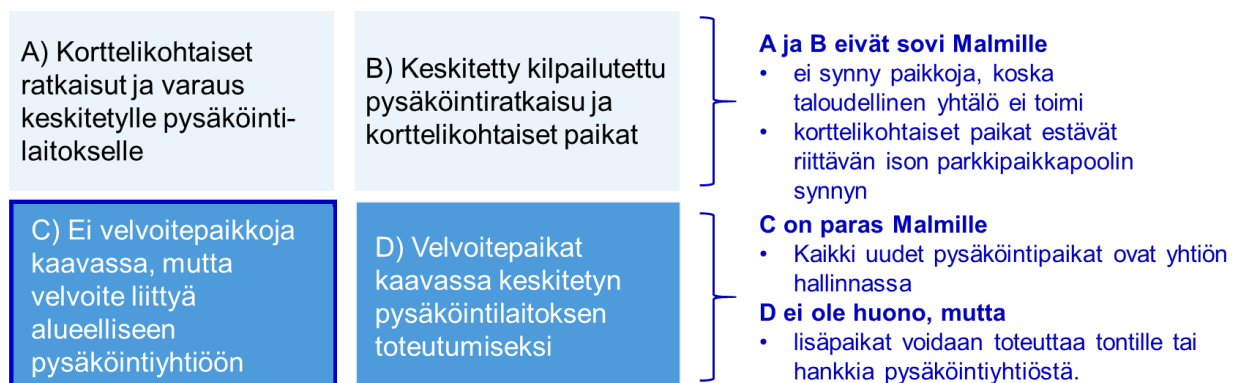 A) Korttelikohtaiset
ratkaisut ja varaus
keskitetylle pysäköinti-
laitokselle
B) Keskitetty kilpailutettu
pysäköintiratkaisu ja
korttelikohtaiset paikat
A ja B eivät sovi Malmille
• ei synny paikkoja, koska
taloudellinen yhtälö ei toimi
• korttelikohtaiset paikat estävät
riittävän ison parkkipaikkapoolin
synnyn
C) Ei velvoitepaikkoja
kaavassa, mutta
velvoite liittyä
alueelliseen
pysäköintiyhtiöön
D) Velvoitepaikat
kaavassa keskitetyn
pysäköintilaitoksen
toteutumiseksi
C on paras Malmille
• Kaikki uudet pysäköintipaikat ovat yhtiön
hallinnassa
D ei ole huono, mutta
• lisäpaikat voidaan toteuttaa tontille tai
hankkia pysäköintiyhtiöstä.